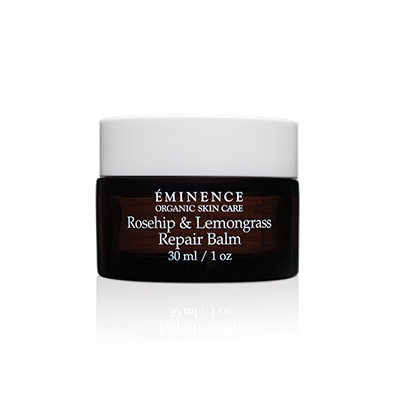 ÉMINENCE
ORGANIC SKIN CARE
Rosehip & Lemongrass
Repair Balm
30 ml / 1 oz